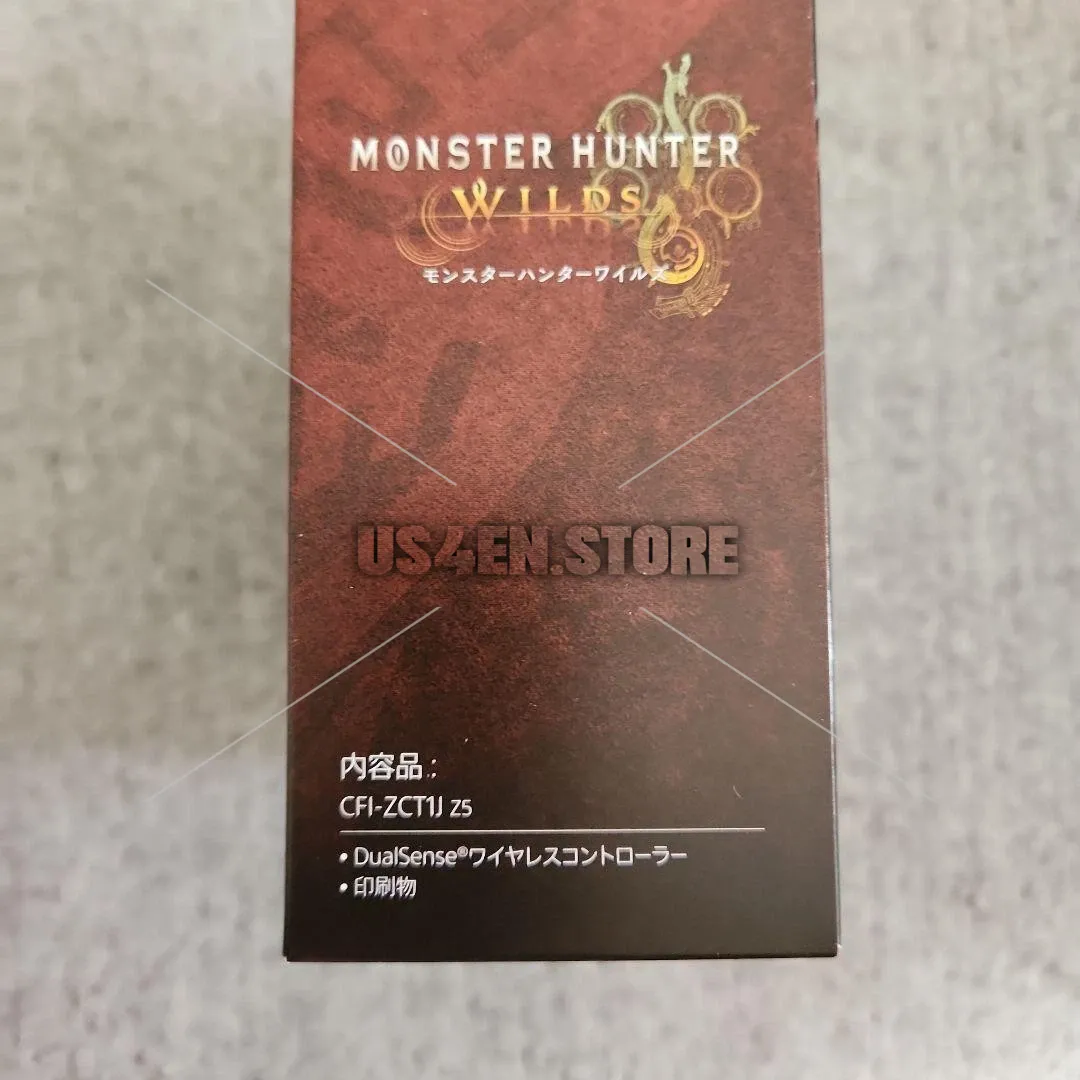 MONSTER HUNTER
WILDS
モンスターハンターワイルズ
US4EN.STORE
内容品：
CFI-ZCT1J Z5
• DualSense®ワイヤレスコントローラー
• 印刷物